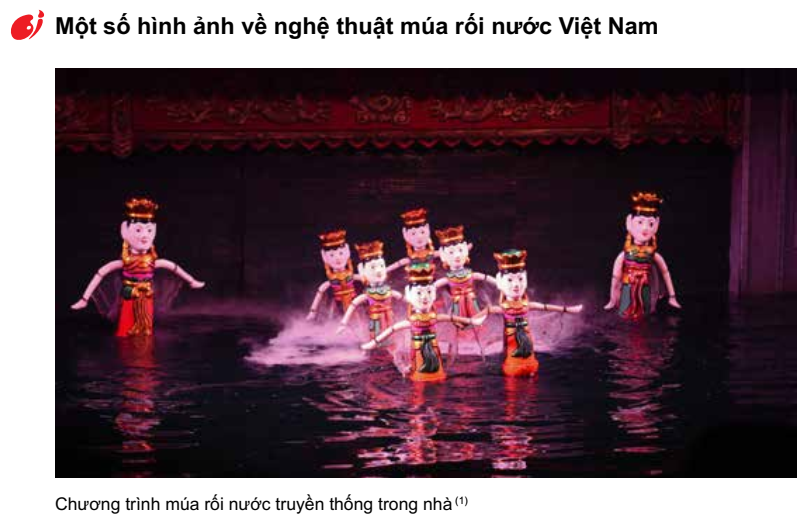 Một số hình ảnh về nghệ thuật múa rối nước Việt Nam
Chương trình múa rối nước truyền thống trong nhà (1)